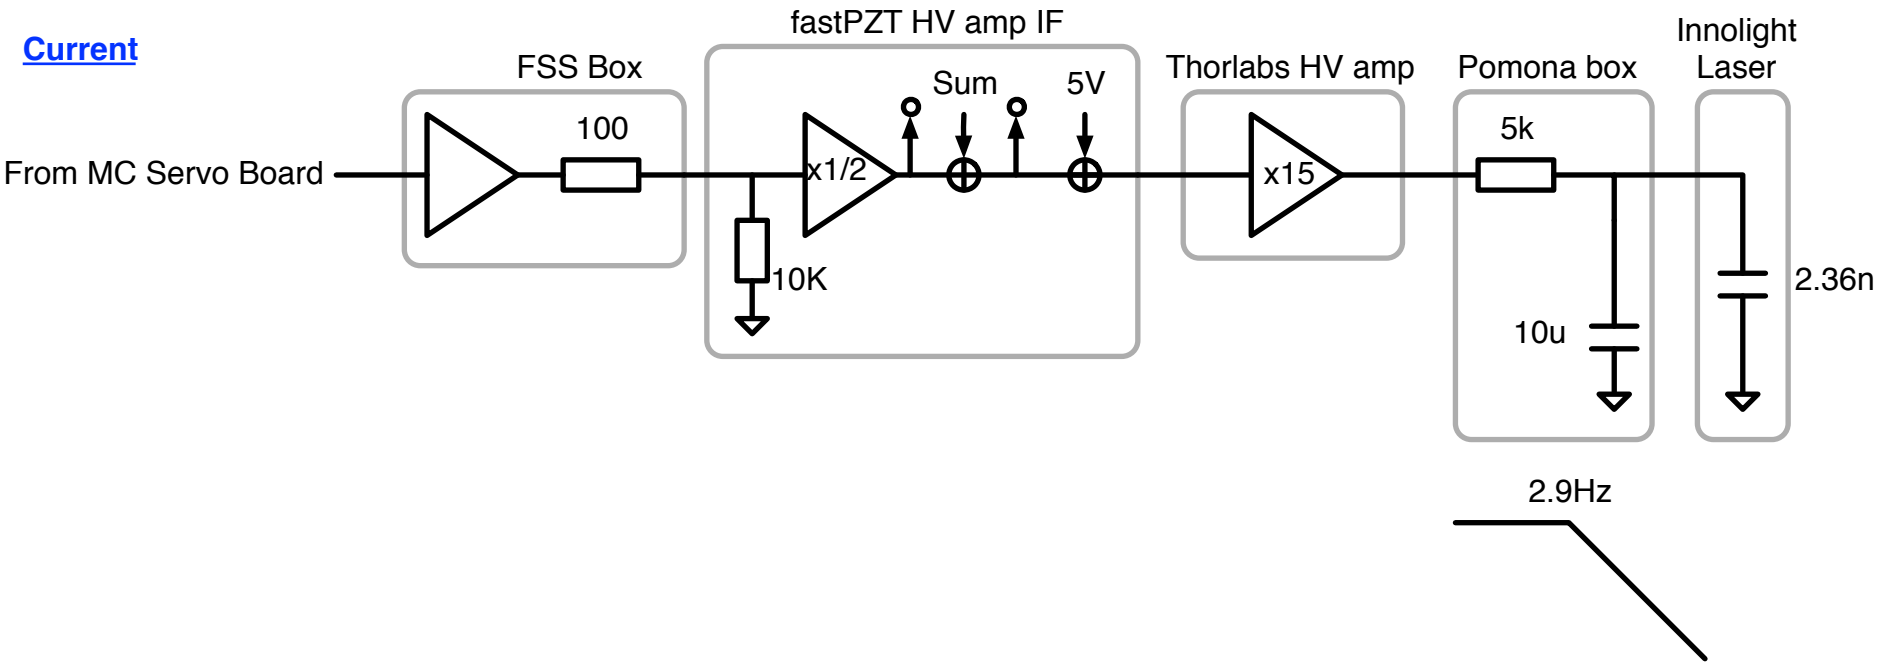 Current
fastPZT HV amp IF
Innolight
Laser
FSS Box
Thorlabs HV amp
Pomona box
Sum
5V
100
5k
From MC Servo Board
x1/2
x15
10K
2.36n
10u
2.9Hz